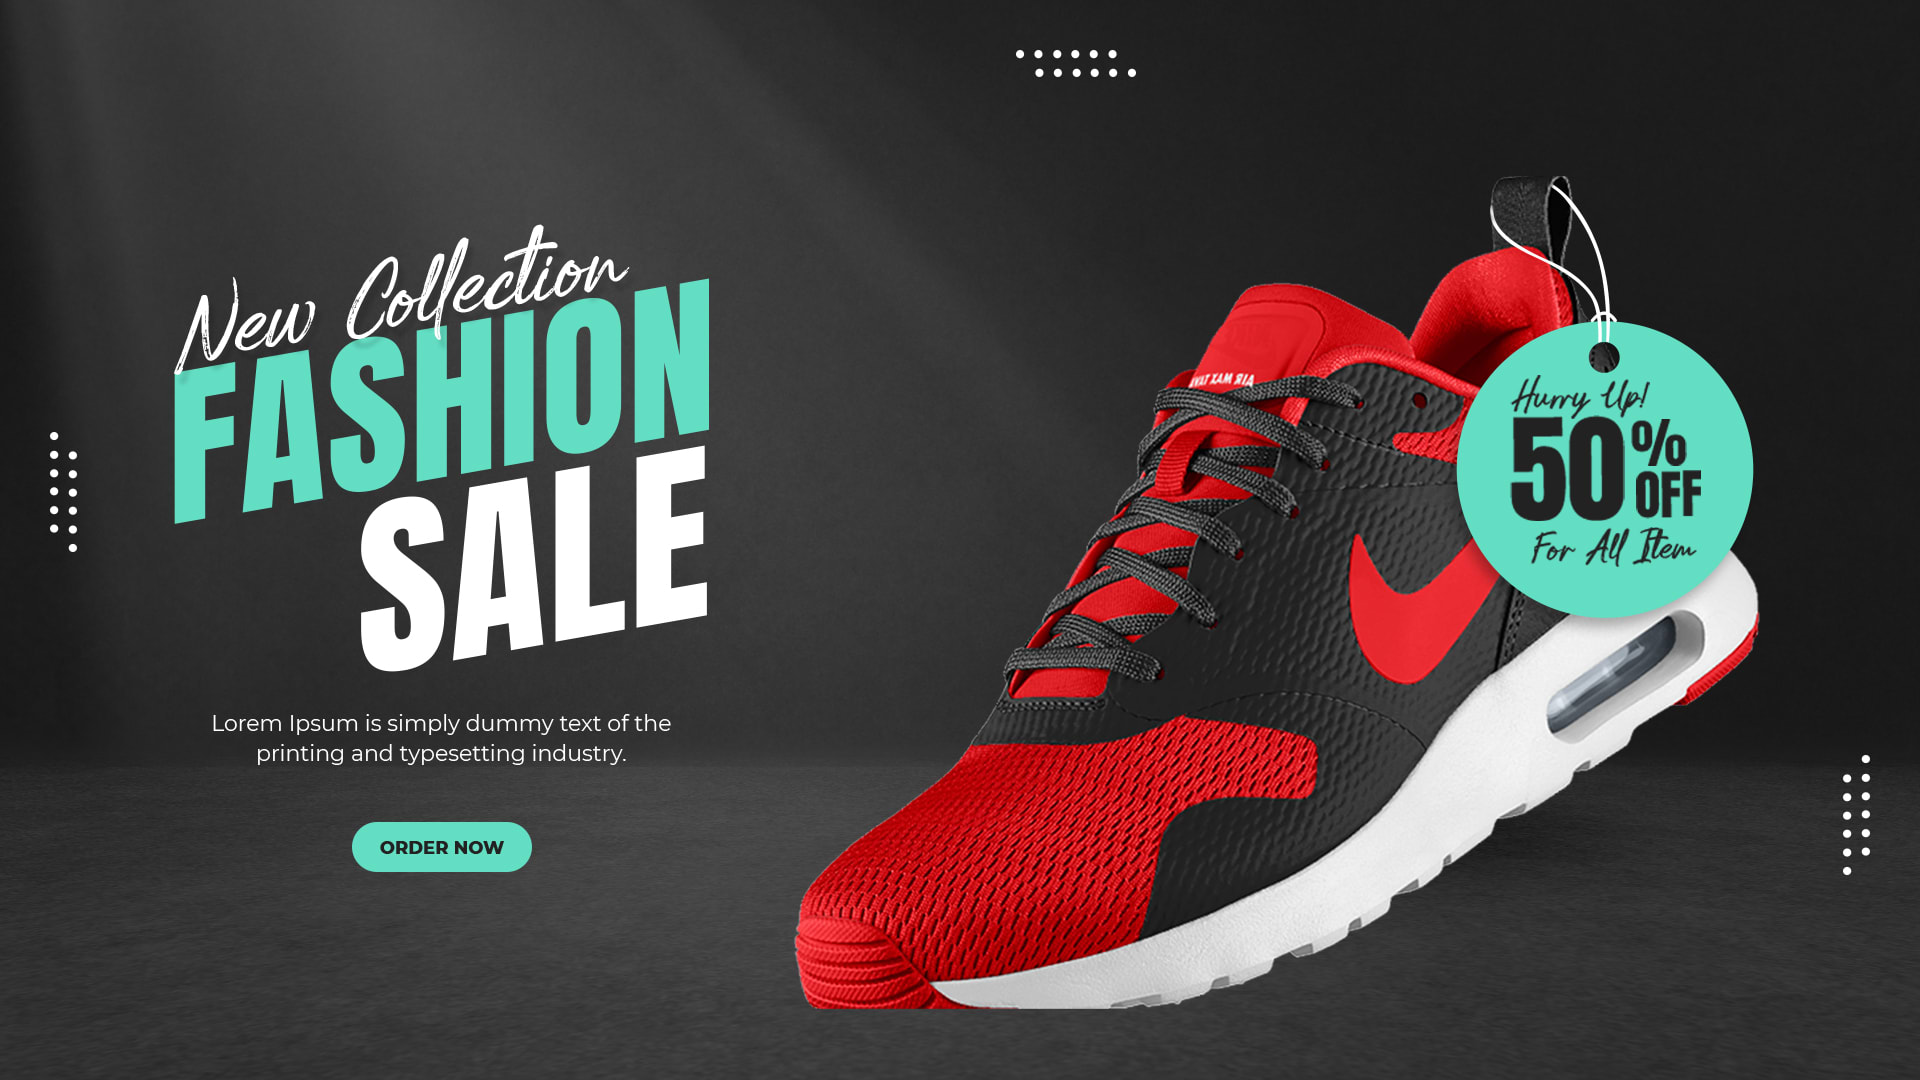 New Collection
FASHION
SALE
Lorem Ipsum is simply dummy text of the
printing and typesetting industry.
ORDER NOW
AIR MAX
Hurry Up!
50% OFF
For All Item